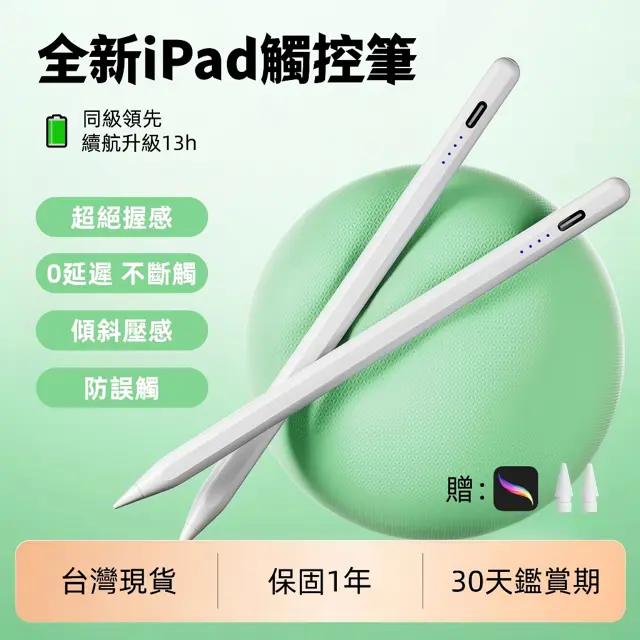 全新iPad觸控筆
同級領先
續航升級13h
超絕握感
0延遲 不斷觸
傾斜壓感
防誤觸
贈:
台灣現貨
保固1年
30天鑑賞期